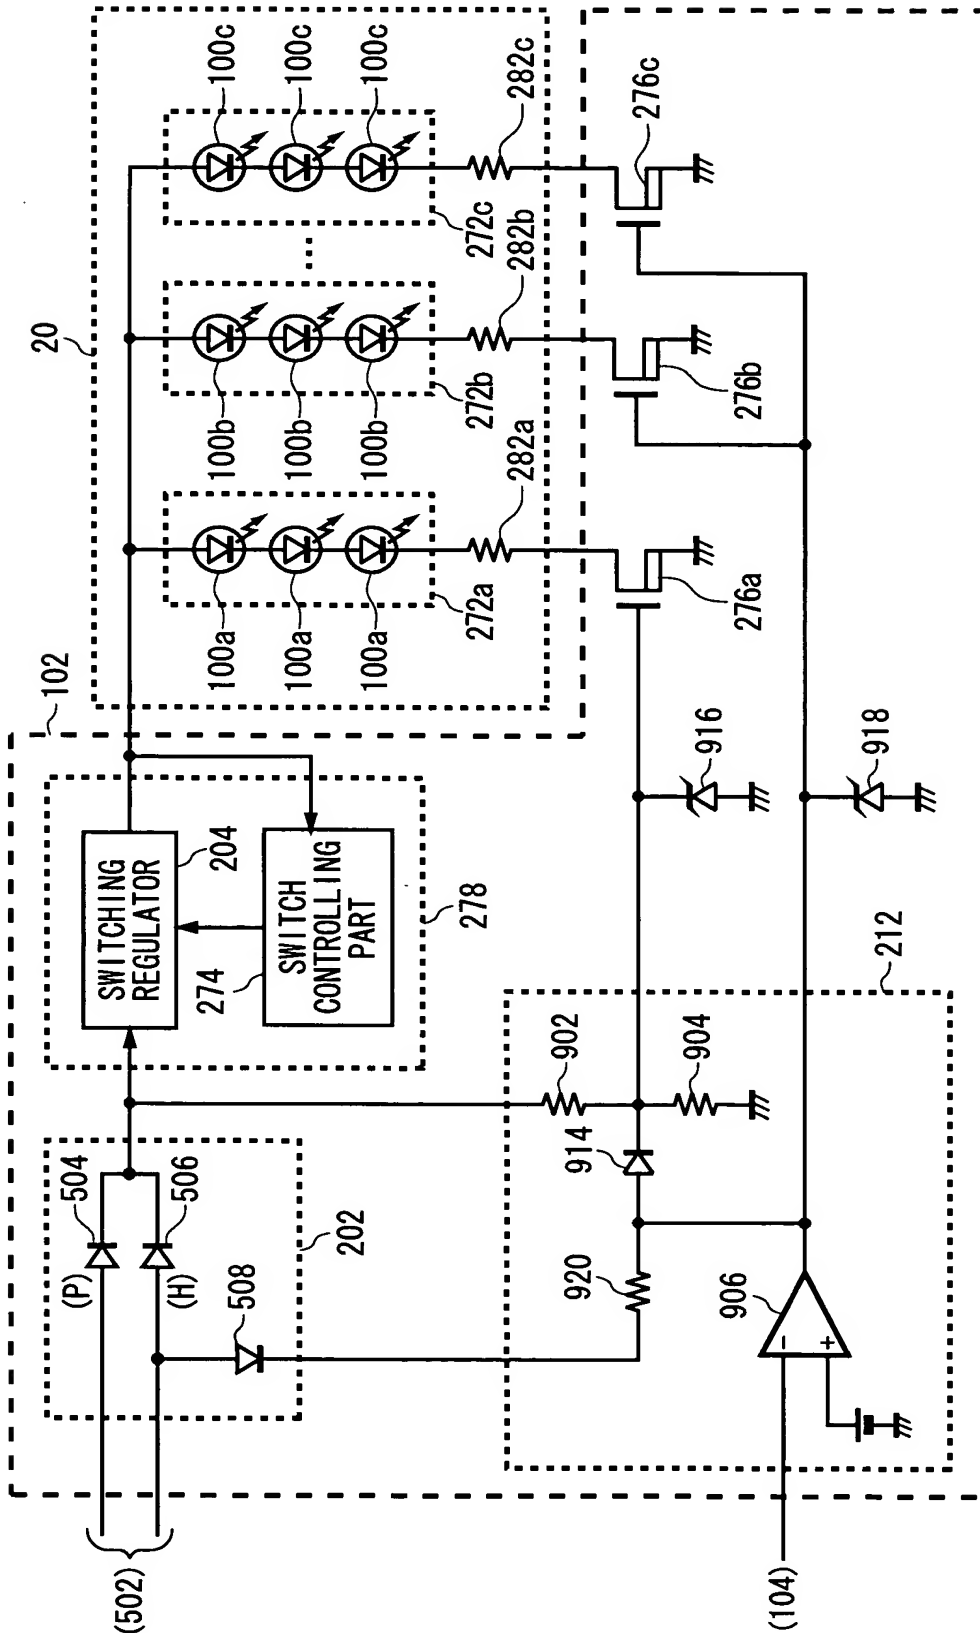 20
100c
100c
100c
282c
276c
272c
282b
100b
100b
100b
272b
276b
282a
100a
100a
100a
272a
276a
102
SWITCHING
REGULATOR
204
274
SWITCH
CONTROLLING
PART
278
916
918
212
504
506
(P)
(H)
508
202
902
904
914
920
906
-
+
(502)
(104)